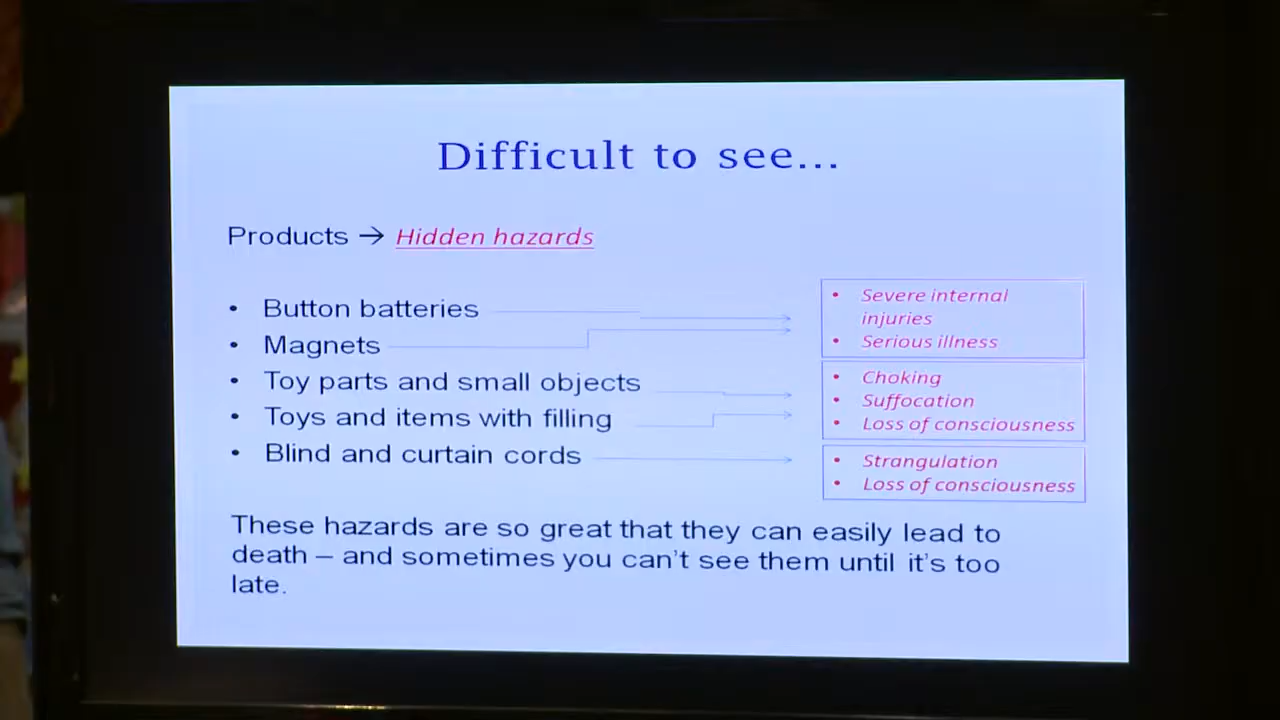 Difficult to see...
Products → Hidden hazards
• Button batteries
• Magnets
• Toy parts and small objects
• Toys and items with filling
• Blind and curtain cords
• Severe internal
injuries
• Serious illness
• Choking
• Suffocation
• Loss of consciousness
• Strangulation
• Loss of consciousness
These hazards are so great that they can easily lead to
death – and sometimes you can't see them until it's too
late.